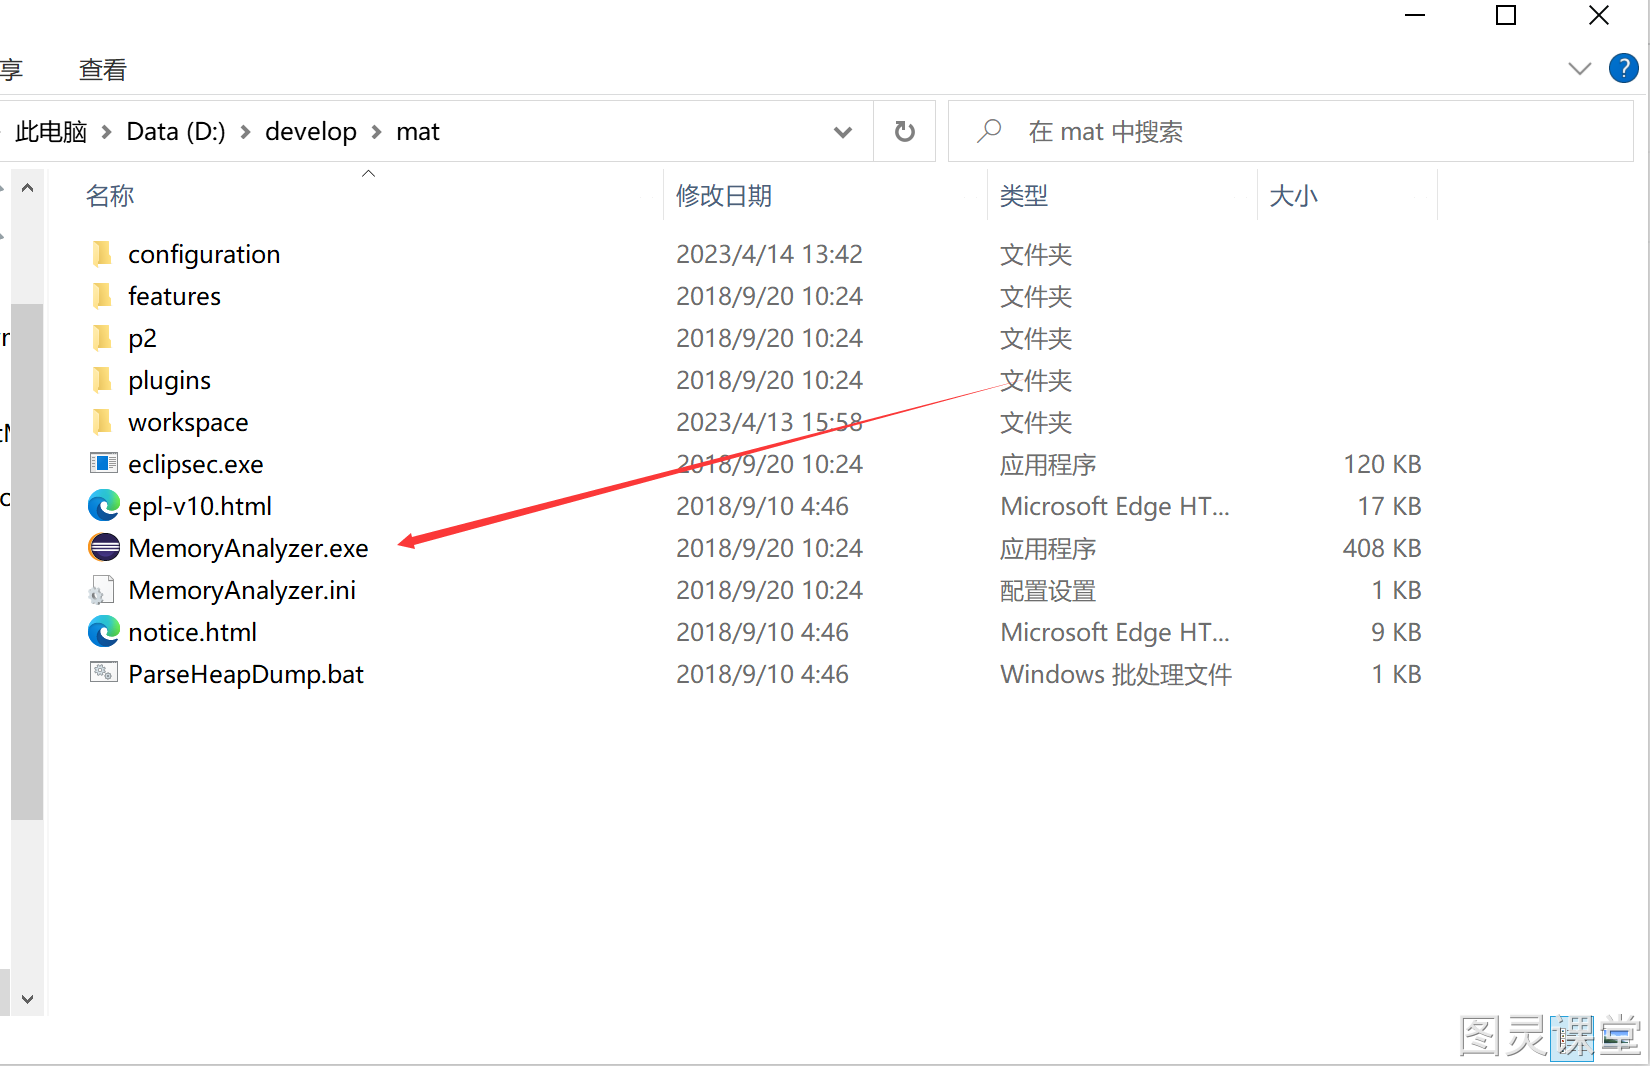 享 查看
此电脑 Data (D:) develop mat 在 mat 中搜索
名称 修改日期 类型 大小
configuration 2023/4/14 13:42 文件夹
features 2018/9/20 10:24 文件夹
p2 2018/9/20 10:24 文件夹
plugins 2018/9/20 10:24 文件夹
workspace 2023/4/13 15:58 文件夹
eclipsec.exe 2018/9/20 10:24 应用程序 120 KB
epl-v10.html 2018/9/10 4:46 Microsoft Edge HT... 17 KB
MemoryAnalyzer.exe 2018/9/20 10:24 应用程序 408 KB
MemoryAnalyzer.ini 2018/9/20 10:24 配置设置 1 KB
notice.html 2018/9/10 4:46 Microsoft Edge HT... 9 KB
ParseHeapDump.bat 2018/9/10 4:46 Windows 批处理文件 1 KB
图灵课堂